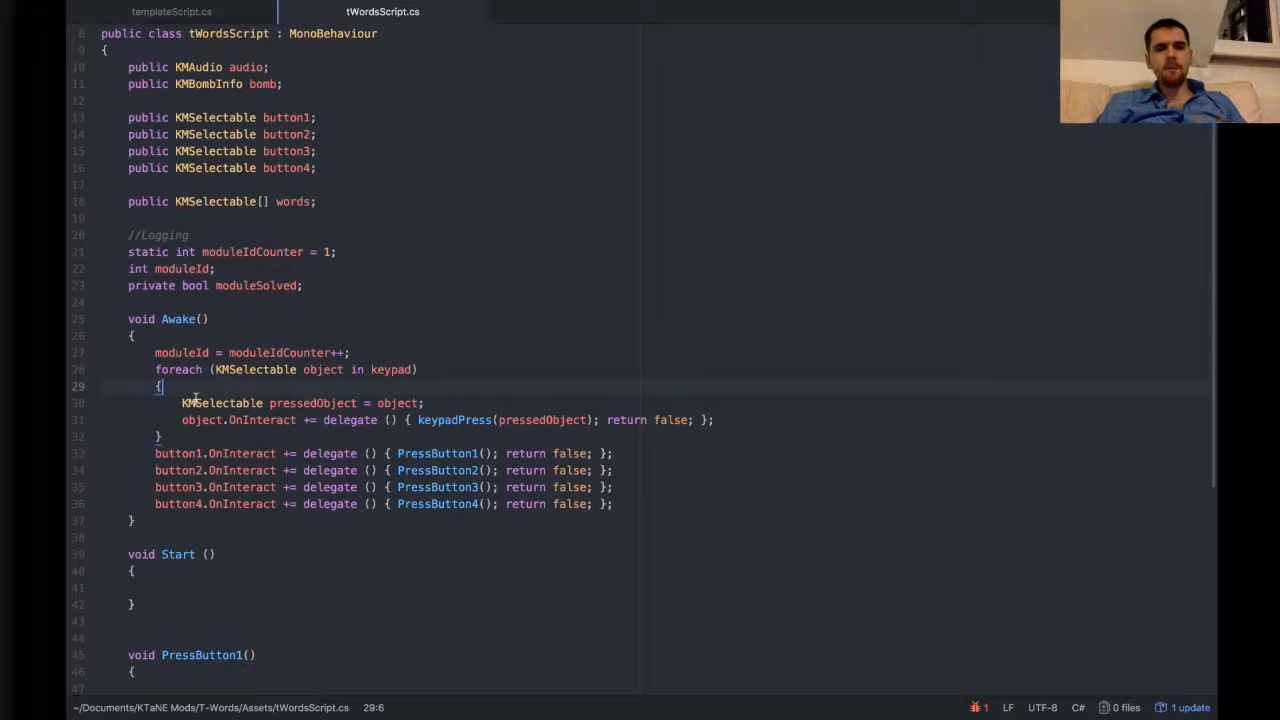 templateScript.cs
tWordsScript.cs
8 public class tWordsScript : MonoBehaviour
9 {
10 public KMAudio audio;
11 public KMBombInfo bomb;
12
13 public KMSelectable button1;
14 public KMSelectable button2;
15 public KMSelectable button3;
16 public KMSelectable button4;
17
18 public KMSelectable[] words;
19
20 //Logging
21 static int moduleIdCounter = 1;
22 int moduleId;
23 private bool moduleSolved;
24
25 void Awake()
26 {
27 moduleId = moduleIdCounter++;
28 foreach (KMSelectable object in keypad)
29 {
30 KMSelectable pressedObject = object;
31 object.OnInteract += delegate () { keypadPress(pressedObject); return false; };
32 }
33 button1.OnInteract += delegate () { PressButton1(); return false; };
34 button2.OnInteract += delegate () { PressButton2(); return false; };
35 button3.OnInteract += delegate () { PressButton3(); return false; };
36 button4.OnInteract += delegate () { PressButton4(); return false; };
37 }
38
39 void Start ()
40 {
41
42 }
43
44
45 void PressButton1()
46 {
47
~/Documents/KTaNE Mods/T-Words/Assets/tWordsScript.cs 29:6 1 LF UTF-8 C# 0 files 1 update